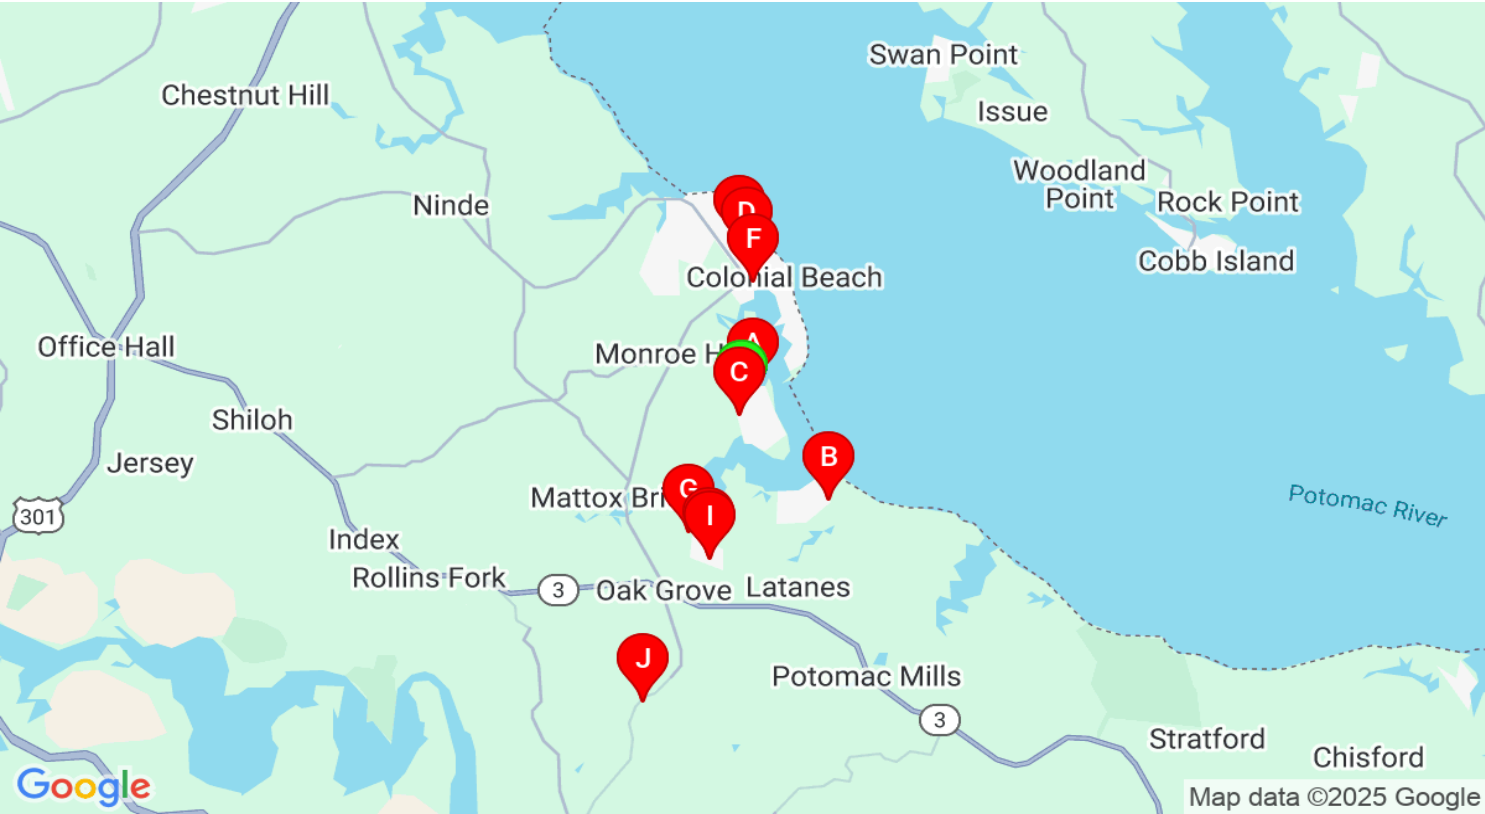 Swan Point
Chestnut Hill
Issue
Woodland
Point
Ninde
Rock Point
D
F
Cobb Island
Colonial Beach
A
Office Hall
Monroe H
C
Shiloh
B
Jersey
G
Mattox Bri
Potomac River
301
I
Index
Rollins Fork
3
Oak Grove
Latanes
J
Potomac Mills
3
Stratford
Chisford
Google
Map data ©2025 Google